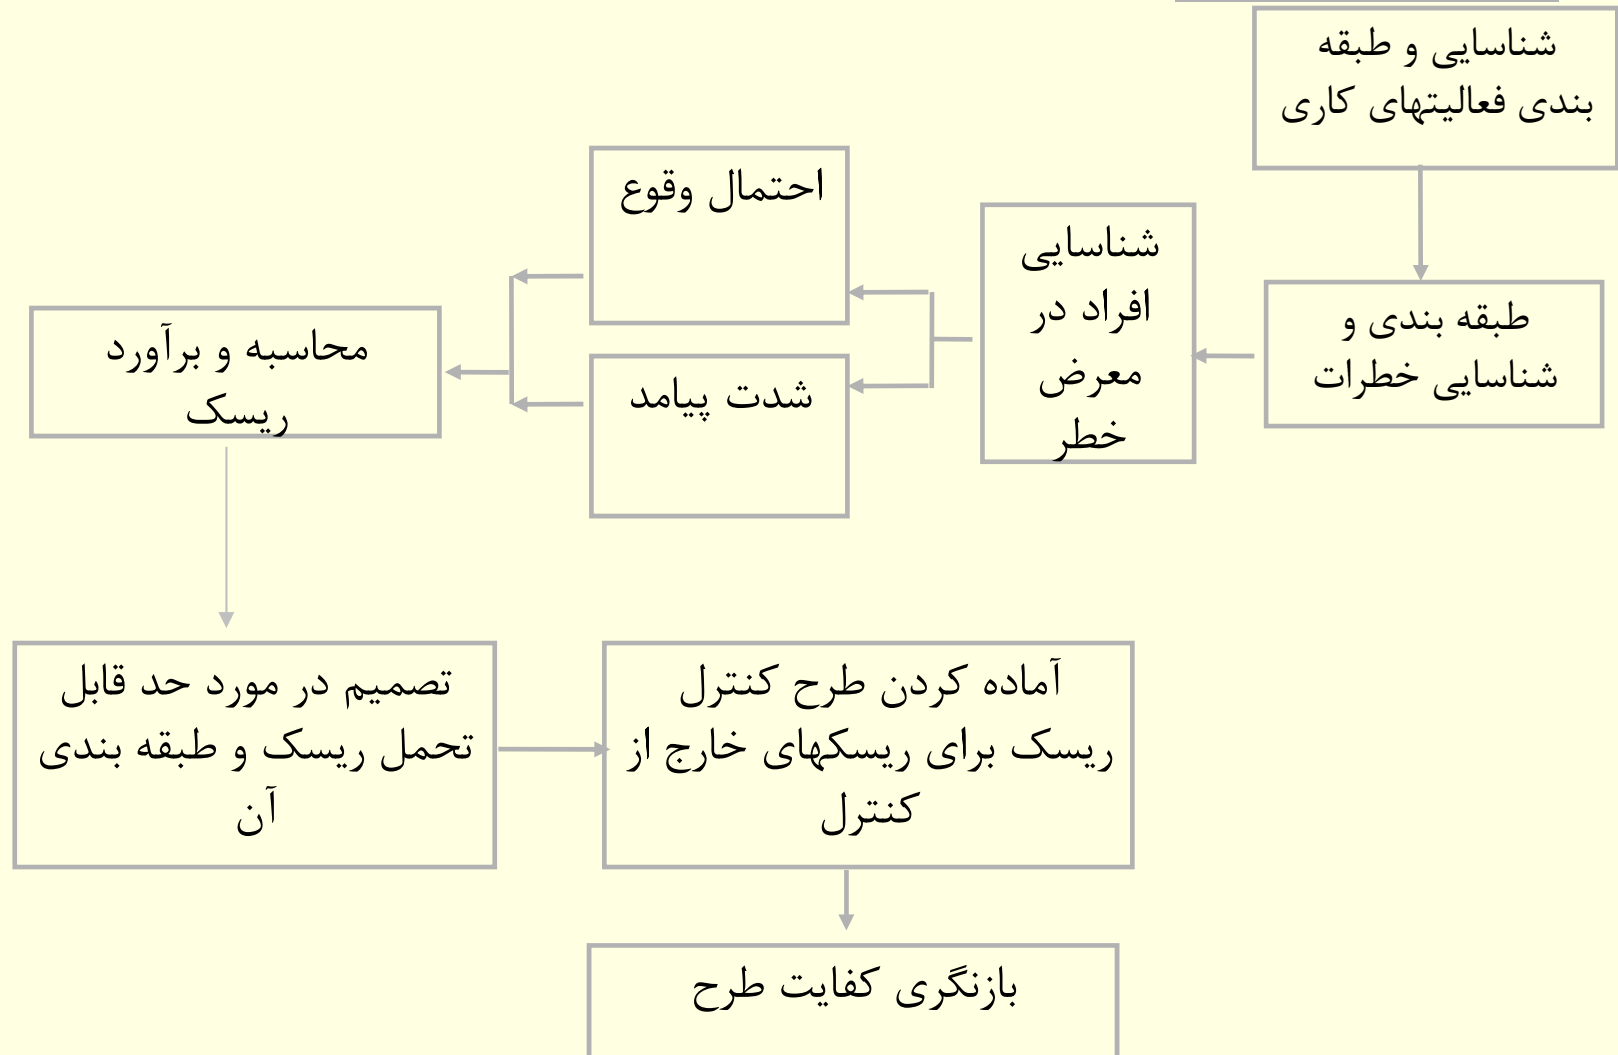 شناسایی و طبقه
بندی فعالیتهای کاری
طبقه بندی و
شناسایی خطرات
شناسایی
افراد در
معرض
خطر
احتمال وقوع
شدت پیامد
محاسبه و برآورد
ریسک
تصمیم در مورد حد قابل
تحمل ریسک و طبقه بندی
آن
آماده کردن طرح کنترل
ریسک برای ریسکهای خارج از
کنترل
بازنگری کفایت طرح